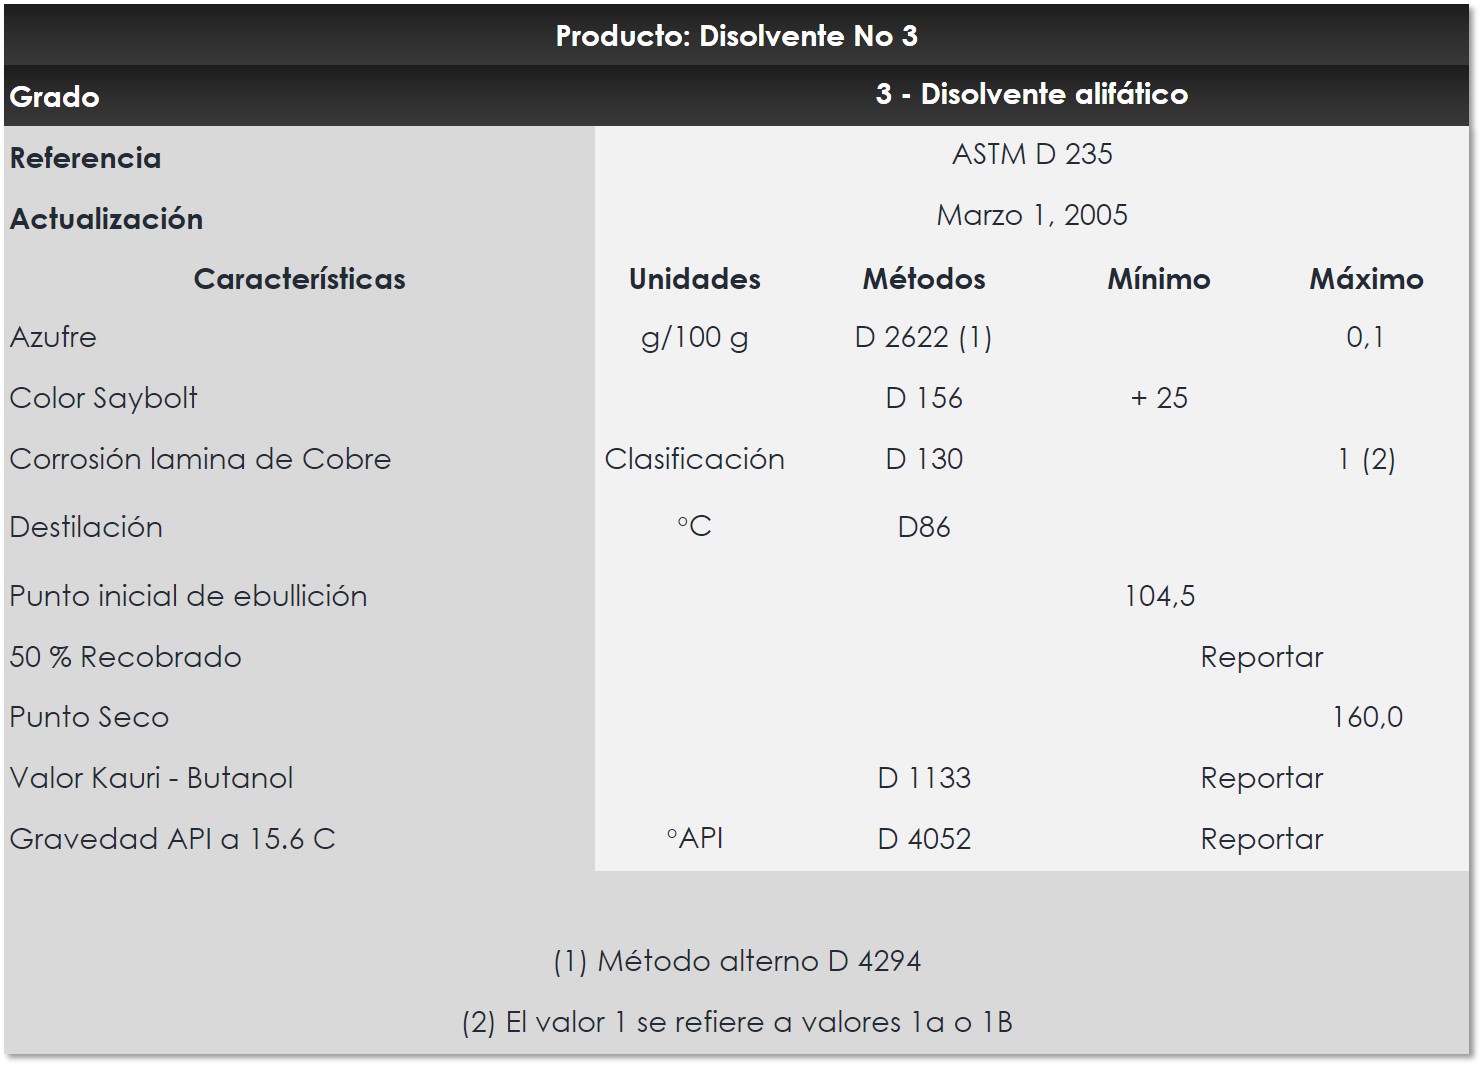 Producto: Disolvente No 3
Grado 3 - Disolvente alifático
Referencia ASTM D 235
Actualización Marzo 1, 2005
Características Unidades Métodos Mínimo Máximo
Azufre g/100 g D 2622 (1) 0,1
Color Saybolt D 156 + 25
Corrosión lamina de Cobre Clasificación D 130 1 (2)
Destilación °C D86
Punto inicial de ebullición 104,5
50 % Recobrado Reportar
Punto Seco 160,0
Valor Kauri - Butanol D 1133 Reportar
Gravedad API a 15.6 C °API D 4052 Reportar
(1) Método alterno D 4294
(2) El valor 1 se refiere a valores 1a o 1B